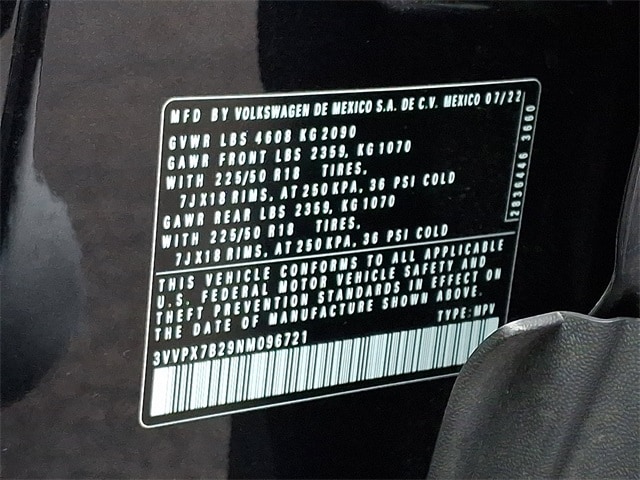 MFD BY VOLKSWAGEN DE MEXICO S.A. DE C.V. MEXICO 07/22
GVWR LBS 4608 KG 2090
GAWR FRONT LBS 2359, KG 1070
WITH 225/50 R18 TIRES,
7JX18 RIMS, AT 250 KPA, 36 PSI COLD
GAWR REAR LBS 2359, KG 1070
WITH 225/50 R18 TIRES,
7JX18 RIMS, AT 250 KPA, 36 PSI COLD
2036446 3660
THIS VEHICLE CONFORMS TO ALL APPLICABLE
U.S. FEDERAL MOTOR VEHICLE SAFETY AND
THEFT PREVENTION STANDARDS IN EFFECT ON
THE DATE OF MANUFACTURE SHOWN ABOVE.
3VVPX7B29NM096721 TYPE: MPV